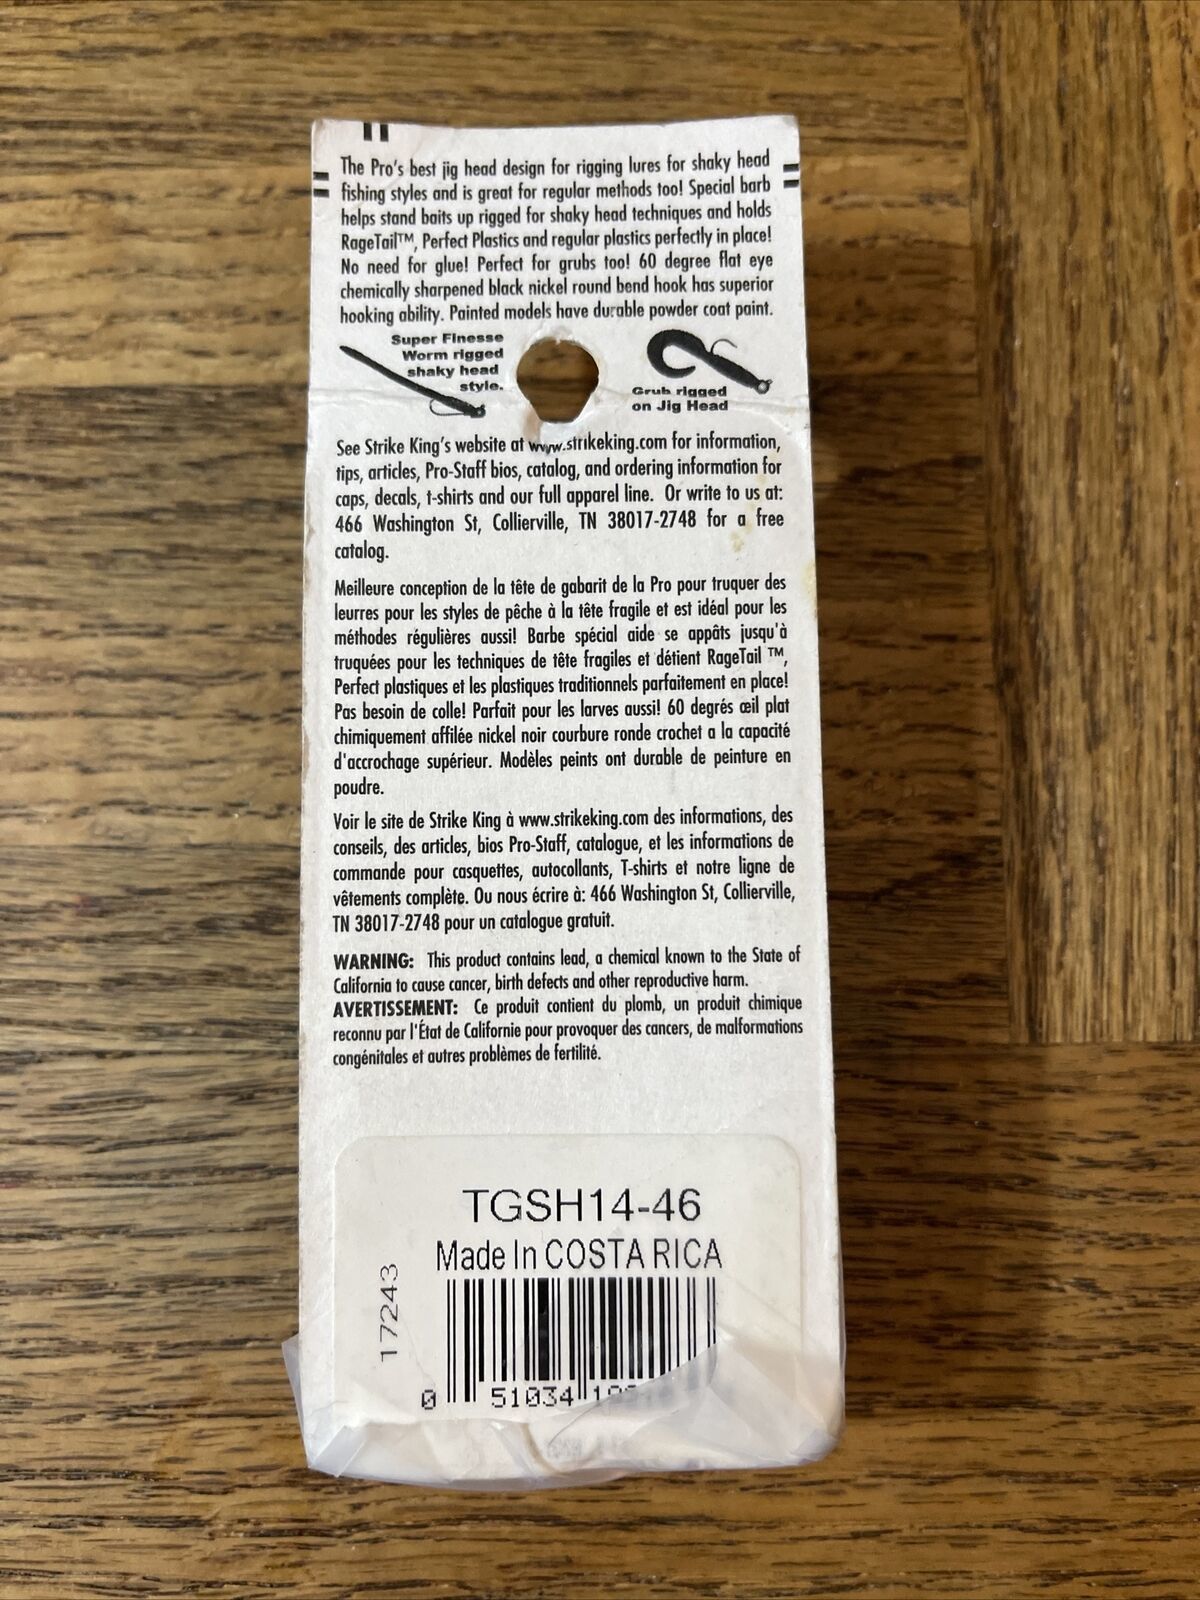 The Pro's best jig head design for rigging lures for shaky head
fishing styles and is great for regular methods too! Special barb
helps stand baits up rigged for shaky head techniques and holds
RageTail™, Perfect Plastics and regular plastics perfectly in place!
No need for glue! Perfect for grubs too! 60 degree flat eye
chemically sharpened black nickel round bend hook has superior
hooking ability. Painted models have durable powder coat paint.
Super Finesse
Worm rigged
shaky head
style.
Grub rigged
on Jig Head
See Strike King's website at www.strikeking.com for information,
tips, articles, Pro-Staff bios, catalog, and ordering information for
caps, decals, t-shirts and our full apparel line. Or write to us at:
466 Washington St, Collierville, TN 38017-2748 for a free
catalog.
Meilleure conception de la tête de gabarit de la Pro pour truquer des
leurres pour les styles de pêche à la tête fragile et est idéal pour les
méthodes régulières aussi! Barbe spécial aide se appâts jusqu'à
truquées pour les techniques de tête fragiles et détient RageTail ™,
Perfect plastiques et les plastiques traditionnels parfaitement en place!
Pas besoin de colle! Parfait pour les larves aussi! 60 degrés œil plat
chimiquement affilée nickel noir courbure ronde crochet a la capacité
d'accrochage supérieur. Modèles peints ont durable de peinture en
poudre.
Voir le site de Strike King à www.strikeking.com des informations, des
conseils, des articles, bios Pro-Staff, catalogue, et les informations de
commande pour casquettes, autocollants, T-shirts et notre ligne de
vêtements complète. Ou nous écrire à: 466 Washington St, Collierville,
TN 38017-2748 pour un catalogue gratuit.
WARNING: This product contains lead, a chemical known to the State of
California to cause cancer, birth defects and other reproductive harm.
AVERTISSEMENT: Ce produit contient du plomb, un produit chimique
reconnu par l'État de Californie pour provoquer des cancers, de malformations
congénitales et autres problèmes de fertilité.
TGSH14-46
Made In COSTA RICA
17243
0 51034